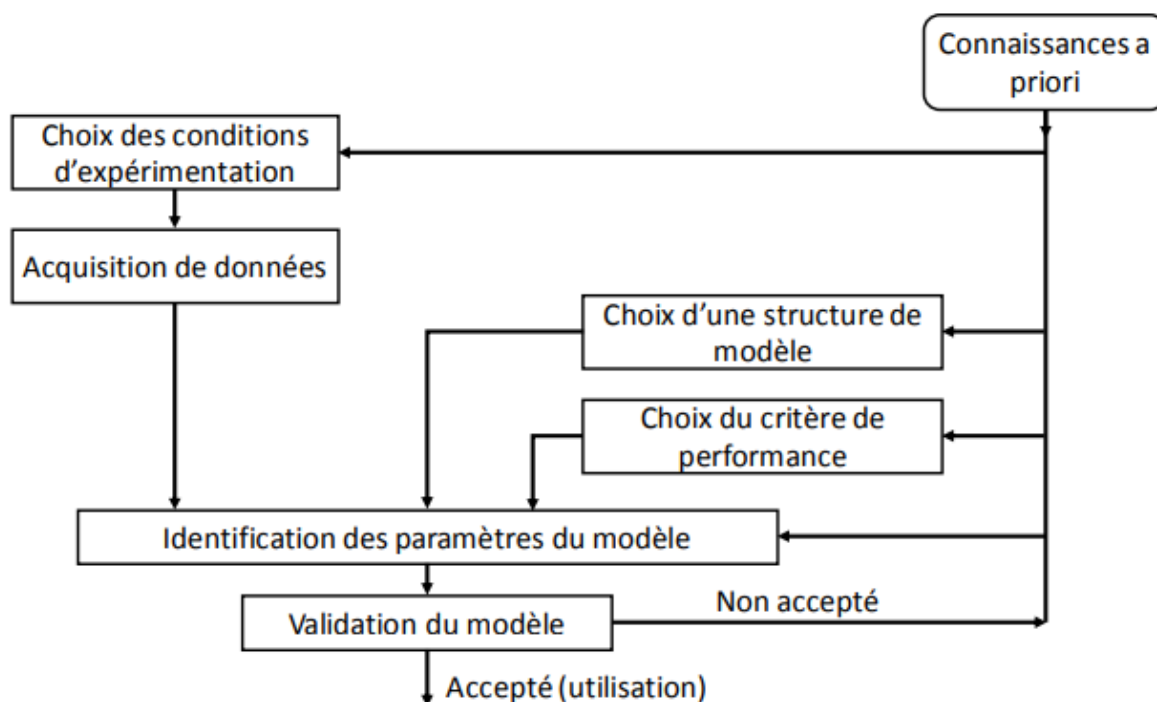 Connaissances a
priori
Choix des conditions
d'expérimentation
Acquisition de données
Choix d'une structure de
modèle
Choix du critère de
performance
Identification des paramètres du modèle
Validation du modèle
Non accepté
Accepté (utilisation)